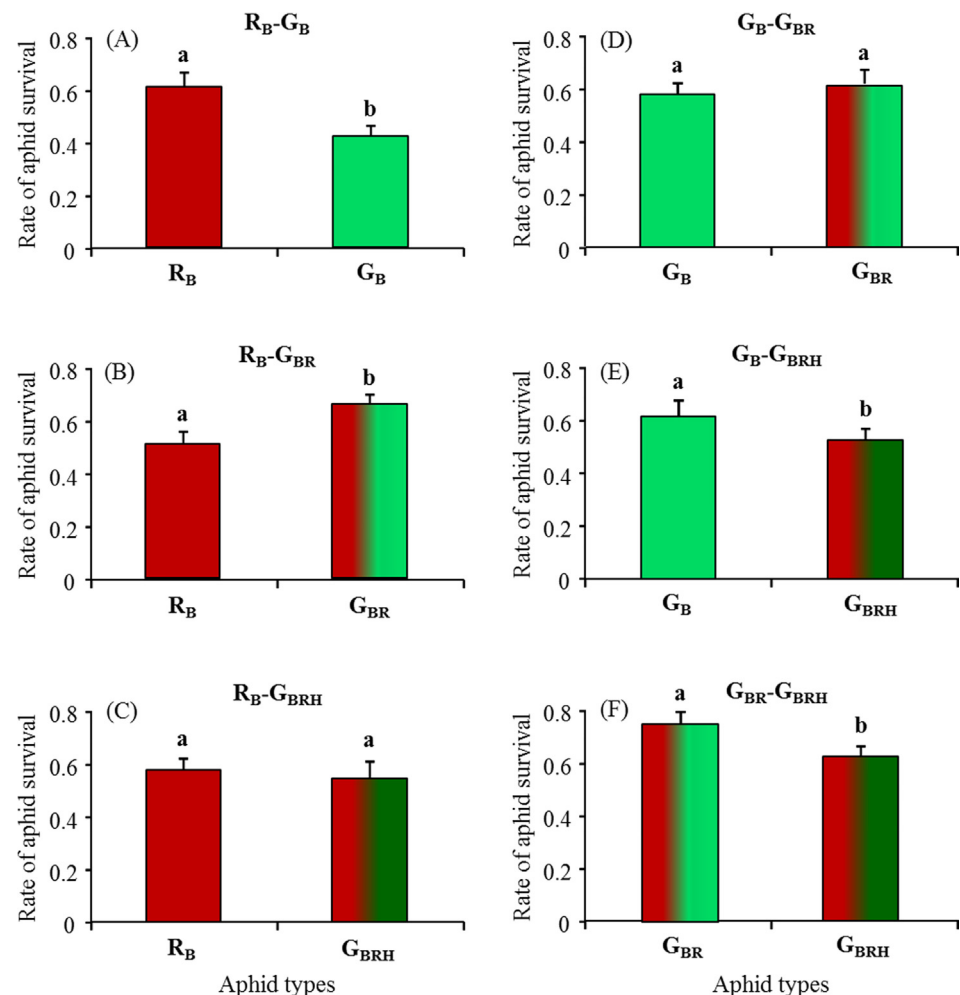 (A)
R_B-G_B
Rate of aphid survival
0.8
0.6
0.4
0.2
0
a
b
R_B
G_B
(D)
G_B-G_BR
Rate of aphid survival
0.8
0.6
0.4
0.2
0
a
a
G_B
G_BR
(B)
R_B-G_BR
Rate of aphid survival
0.8
0.6
0.4
0.2
0
a
b
R_B
G_BR
(E)
G_B-G_BRH
Rate of aphid survival
0.8
0.6
0.4
0.2
0
a
b
G_B
G_BRH
(C)
R_B-G_BRH
Rate of aphid survival
0.8
0.6
0.4
0.2
0
a
a
R_B
G_BRH
Aphid types
(F)
G_BR-G_BRH
Rate of aphid survival
0.8
0.6
0.4
0.2
0
a
b
G_BR
G_BRH
Aphid types